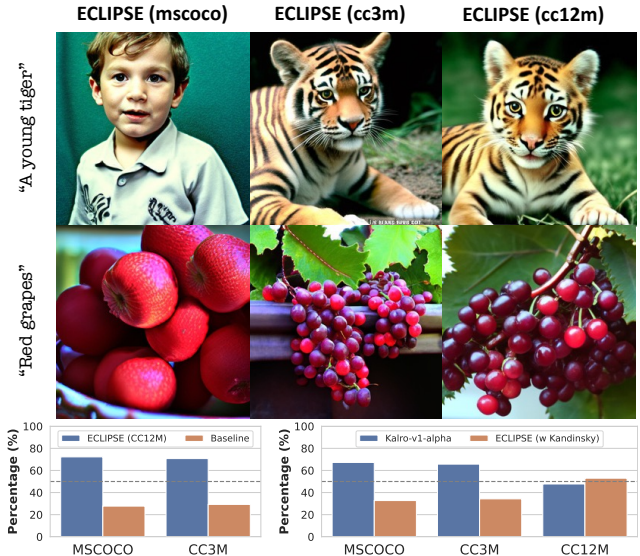 ECLIPSE (mscoco) ECLIPSE (cc3m) ECLIPSE (cc12m)
“A young tiger”
“Red grapes”
Percentage (%)
100
80
60
40
20
0
ECLIPSE (CC12M) Baseline
MSCOCO CC3M
Percentage (%)
100
80
60
40
20
0
Kalro-v1-alpha ECLIPSE (w Kandinsky)
MSCOCO CC3M CC12M